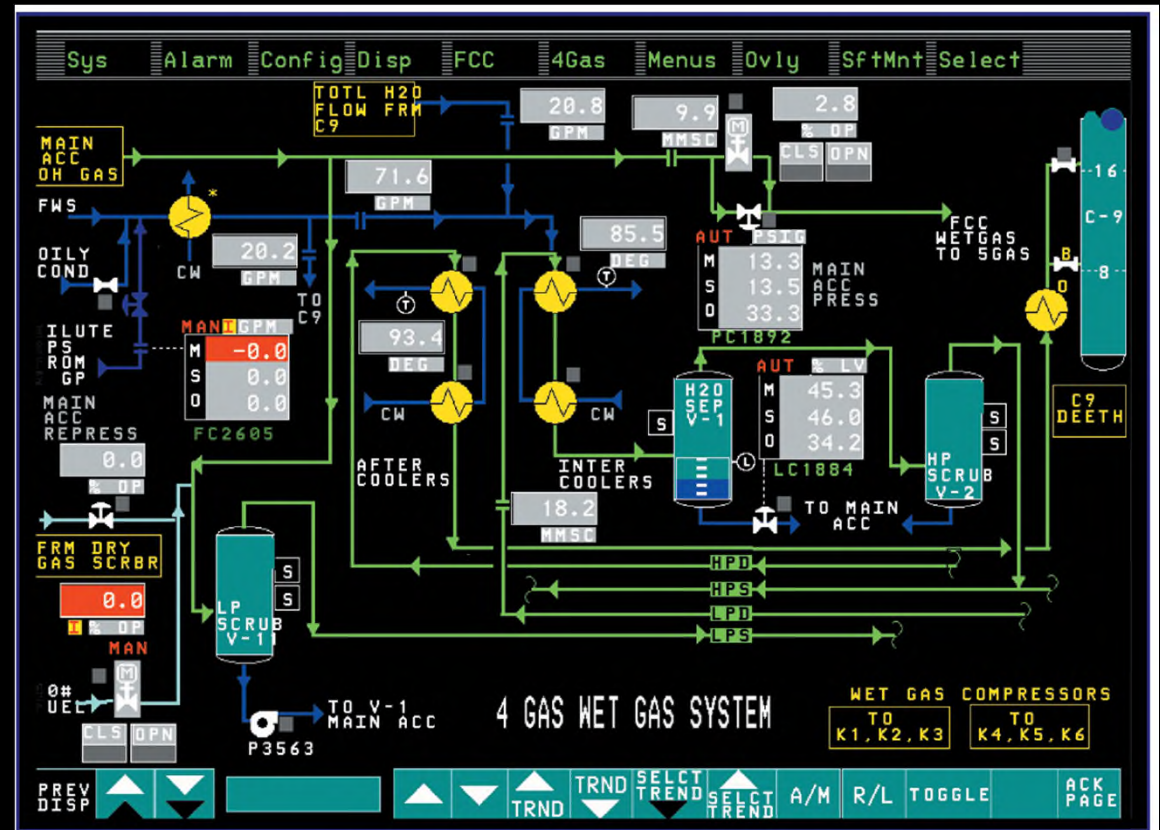 Sys Alarm Config Disp FCC 4Gas Menus Ovly SftMnt Select
TOTL H2O
FLOW FRM
C9
20.8
GPM
9.9
MMSC
M
2.8
% OP
CLS OPN
MAIN
ACC
OH GAS
71.6
GPM
FWS
*
OILY
COND
CW
20.2
GPM
TO
C9
85.5
DEG
T
AUT PSIG
M 13.3
S 13.5
O 33.3
PC1892
MAIN
ACC
PRESS
FCC
WETGAS
TO 5GAS
16
C-9
8
B
O
C9
DEETH
ILUTE
PS
ROM
GP
MAN I GPM
M -0.0
S 0.0
O 0.0
FC2605
T
93.4
DEG
CW
CW
MAIN
ACC
REPRESS
0.0
% OP
AFTER
COOLERS
INTER
COOLERS
18.2
MMSC
H2O
SEP
V-1
S
L
AUT % LV
M 45.3
S 46.0
O 34.2
LC1884
TO MAIN
ACC
HP
SCRUB
V-2
S
S
FRM DRY
GAS SCRBR
0.0
I % OP
MAN
M
0#
UEL
CLS OPN
LP
SCRUB
V-11
S
S
HPD
HPS
LPD
LPS
TO V-1
MAIN ACC
P3563
4 GAS WET GAS SYSTEM
WET GAS COMPRESSORS
TO
K1,K2,K3
TO
K4,K5,K6
PREV
DISP
TRND
TRND
SELCT
TREND
SELCT
TREND
A/M
R/L
TOGGLE
ACK
PAGE